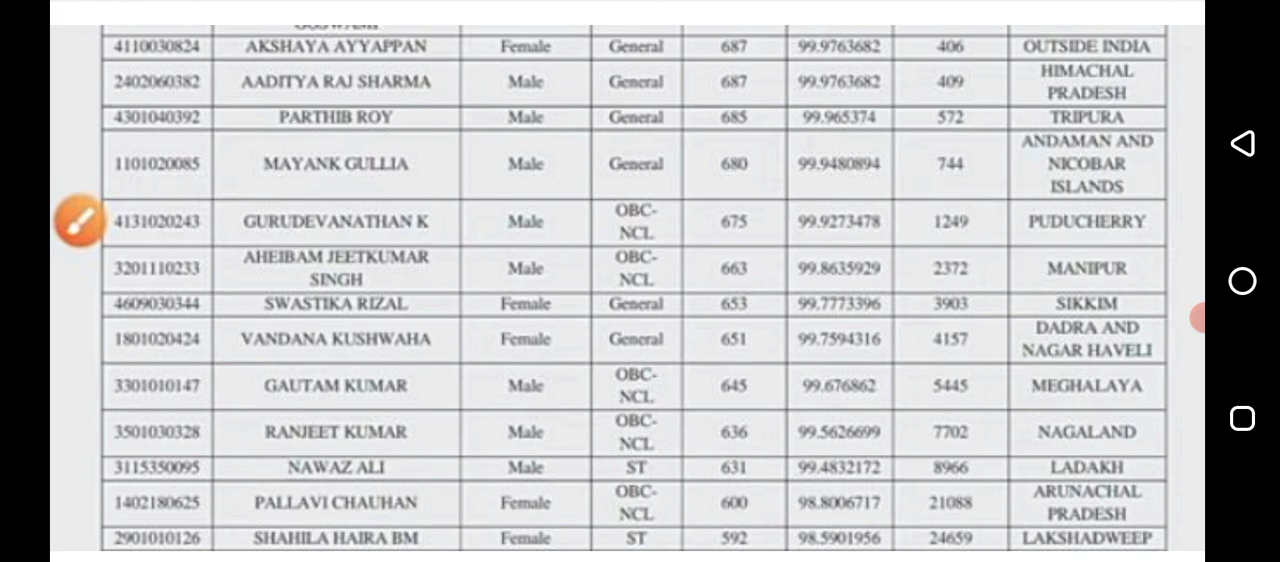 4110030824 AKSHAYA AYYAPPAN Female General 687 99.9763682 406 OUTSIDE INDIA
2402060382 AADITYA RAJ SHARMA Male General 687 99.9763682 409 HIMACHAL
PRADESH
4301040392 PARTHIB ROY Male General 685 99.965374 572 TRIPURA
1101020085 MAYANK GULLIA Male General 680 99.9480894 744 ANDAMAN AND
NICOBAR
ISLANDS
4131020243 GURUDEVANATHAN K Male OBC-
NCL 675 99.9273478 1249 PUDUCHERRY
3201110233 AHEIBAM JEETKUMAR
SINGH Male OBC-
NCL 663 99.8635929 2372 MANIPUR
4609030344 SWASTIKA RIZAL Female General 653 99.7773396 3903 SIKKIM
1801020424 VANDANA KUSHWAHA Female General 651 99.7594316 4157 DADRA AND
NAGAR HAVELI
3301010147 GAUTAM KUMAR Male OBC-
NCL 645 99.676862 5445 MEGHALAYA
3501030328 RANJEET KUMAR Male OBC-
NCL 636 99.5626699 7702 NAGALAND
3115350095 NAWAZ ALI Male ST 631 99.4832172 8966 LADAKH
1402180625 PALLAVI CHAUHAN Female OBC-
NCL 600 98.8006717 21088 ARUNACHAL
PRADESH
2901010126 SHAHILA HAIRA BM Female ST 592 98.5901956 24659 LAKSHADWEEP